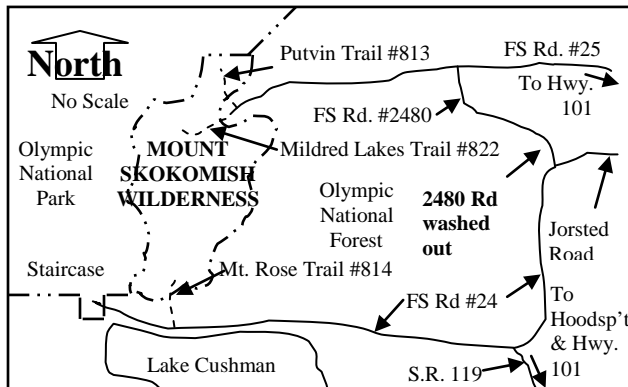 North
No Scale
Putvin Trail #813
FS Rd. #25
To Hwy.
101
FS Rd. #2480
Olympic
National
Park
MOUNT
SKOKOMISH
WILDERNESS
Mildred Lakes Trail #822
Olympic
National
Forest
2480 Rd
washed
out
Jorsted
Road
Staircase
Mt. Rose Trail #814
FS Rd #24
To
Hoodsp't
& Hwy.
101
Lake Cushman
S.R. 119